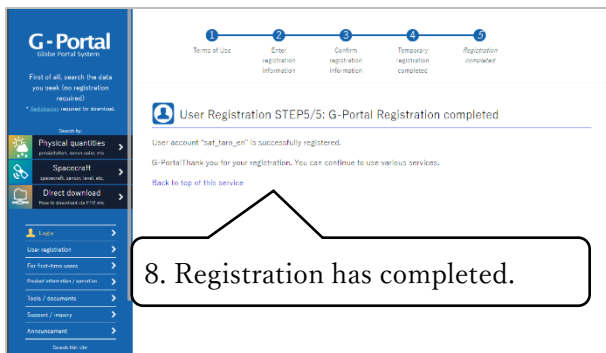 G-Portal
Globe Portal System
First of all, search the data
you seek (no registration
required)
* Registration required for download.
Search by:
Physical quantities
precipitation, ocean color, etc.
Spacecraft
spacecraft, sensor, level, etc.
Direct download
How to download via FTP, etc.
Login
User registration
For first-time users
Product information / operation
Tools / documents
Support / inquiry
Announcement
Search this site
1
Terms of Use
2
Enter
registration
information
3
Confirm
registration
information
4
Temporary
registration
completed
5
Registration
completed
User Registration STEP5/5: G-Portal Registration completed
User account "sat_taro_en" is successfully registered.
G-PortalThank you for your registration. You can continue to use various services.
Back to top of this service
8. Registration has completed.